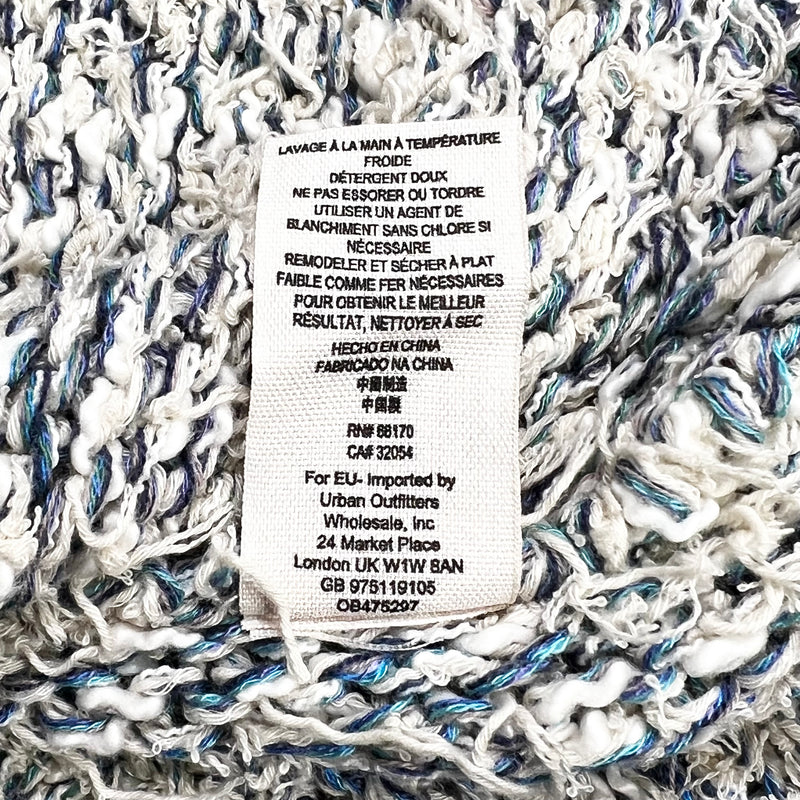 LAVAGE À LA MAIN À TEMPÉRATURE
FROIDE
DÉTERGENT DOUX
NE PAS ESSORER OU TORDRE
UTILISER UN AGENT DE
BLANCHIMENT SANS CHLORE SI
NÉCESSAIRE
REMODELER ET SÉCHER À PLAT
FAIBLE COMME FER NÉCESSAIRES
POUR OBTENIR LE MEILLEUR
RÉSULTAT, NETTOYER À SEC
HECHO EN CHINA
FABRICADO NA CHINA
中國制造
中国製
RN# 66170
CA# 32054
For EU- Imported by
Urban Outfitters
Wholesale, Inc
24 Market Place
London UK W1W 8AN
GB 975119105
OB475297